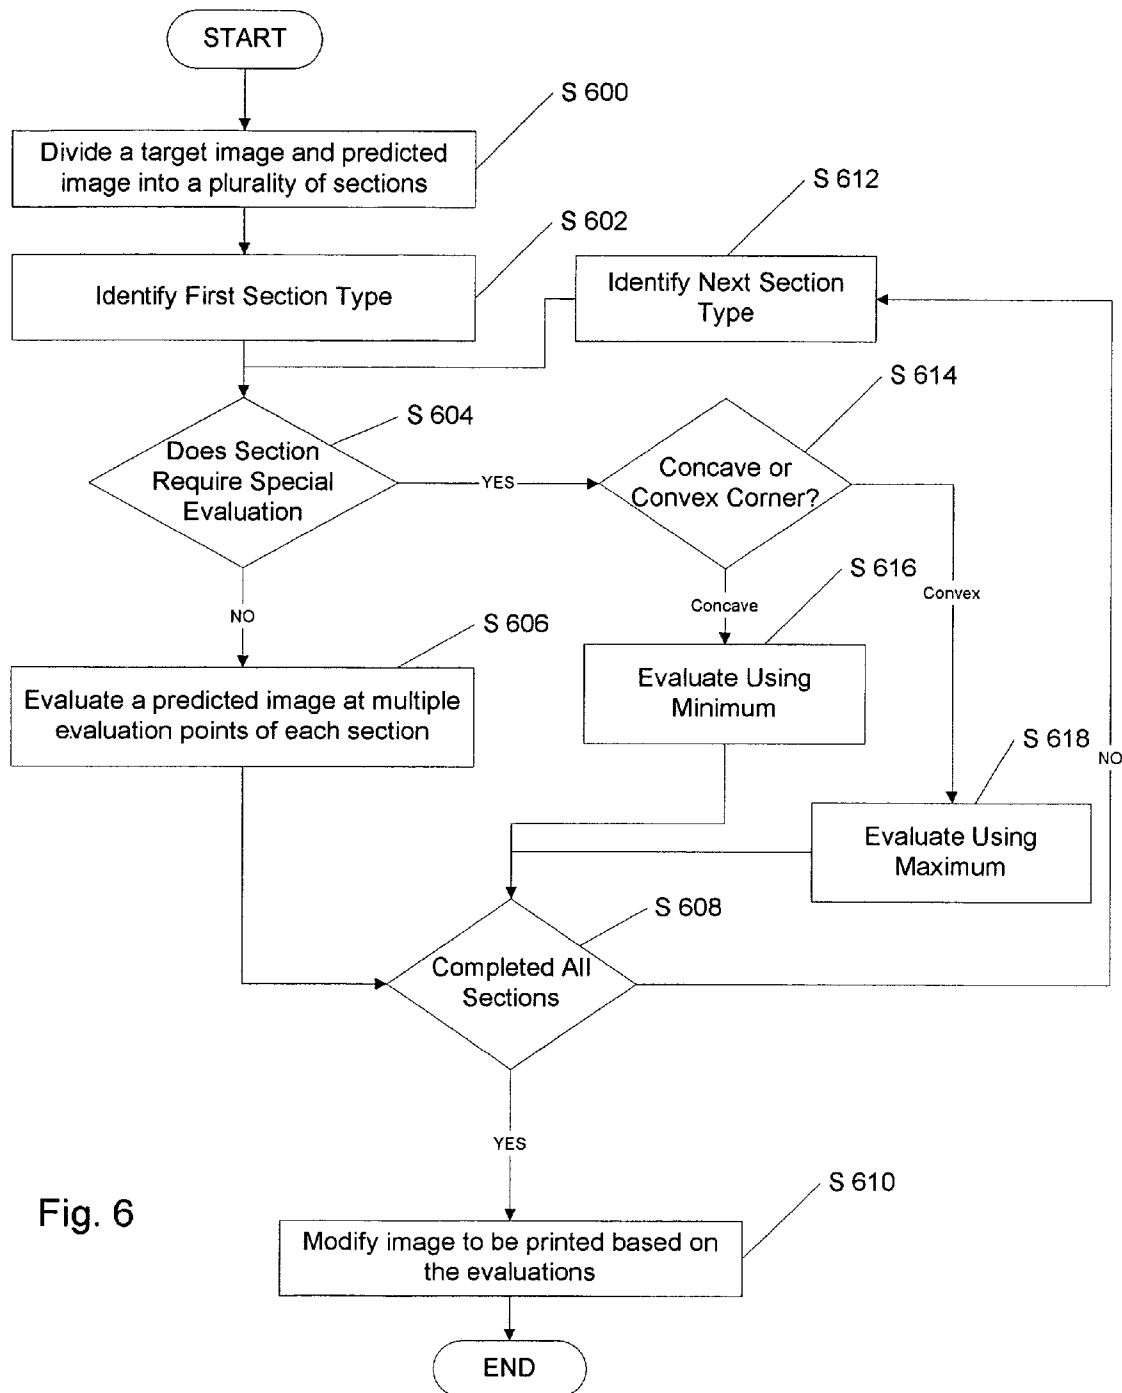 START
S 600
Divide a target image and predicted
image into a plurality of sections
S 612
S 602
Identify First Section Type
Identify Next Section
Type
S 614
S 604
Does Section
Require Special
Evaluation
YES
Concave or
Convex Corner?
S 616
Concave
Convex
NO
S 606
Evaluate a predicted image at multiple
evaluation points of each section
Evaluate Using
Minimum
S 618
NO
Evaluate Using
Maximum
S 608
Completed All
Sections
YES
S 610
Fig. 6
Modify image to be printed based on
the evaluations
END